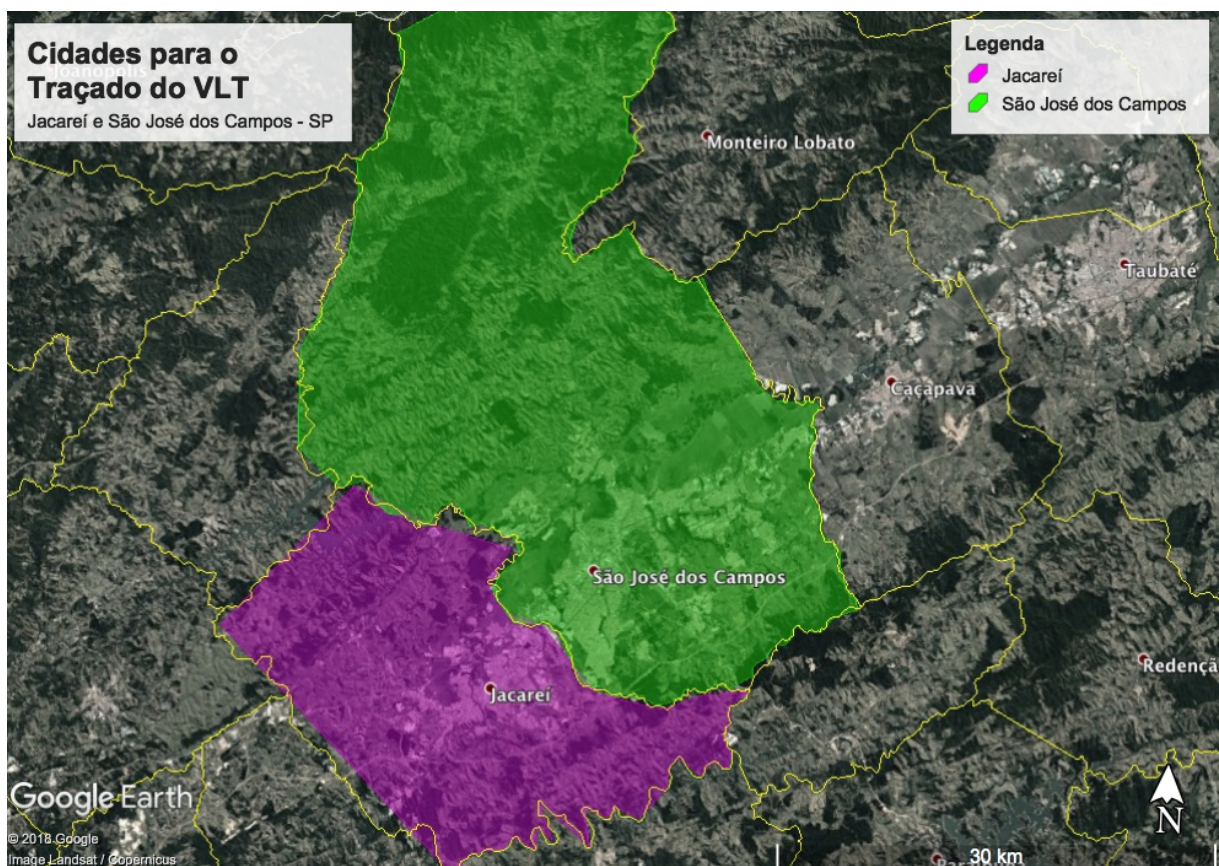 Cidades para o
Traçado do VLT
Jacareí e São José dos Campos - SP
Joanópolis
Legenda
Jacareí
São José dos Campos
Monteiro Lobato
Taubaté
Caçapava
São José dos Campos
Redençã
Jacareí
Google Earth
N
© 2018 Google
Image Landsat / Copernicus
30 km